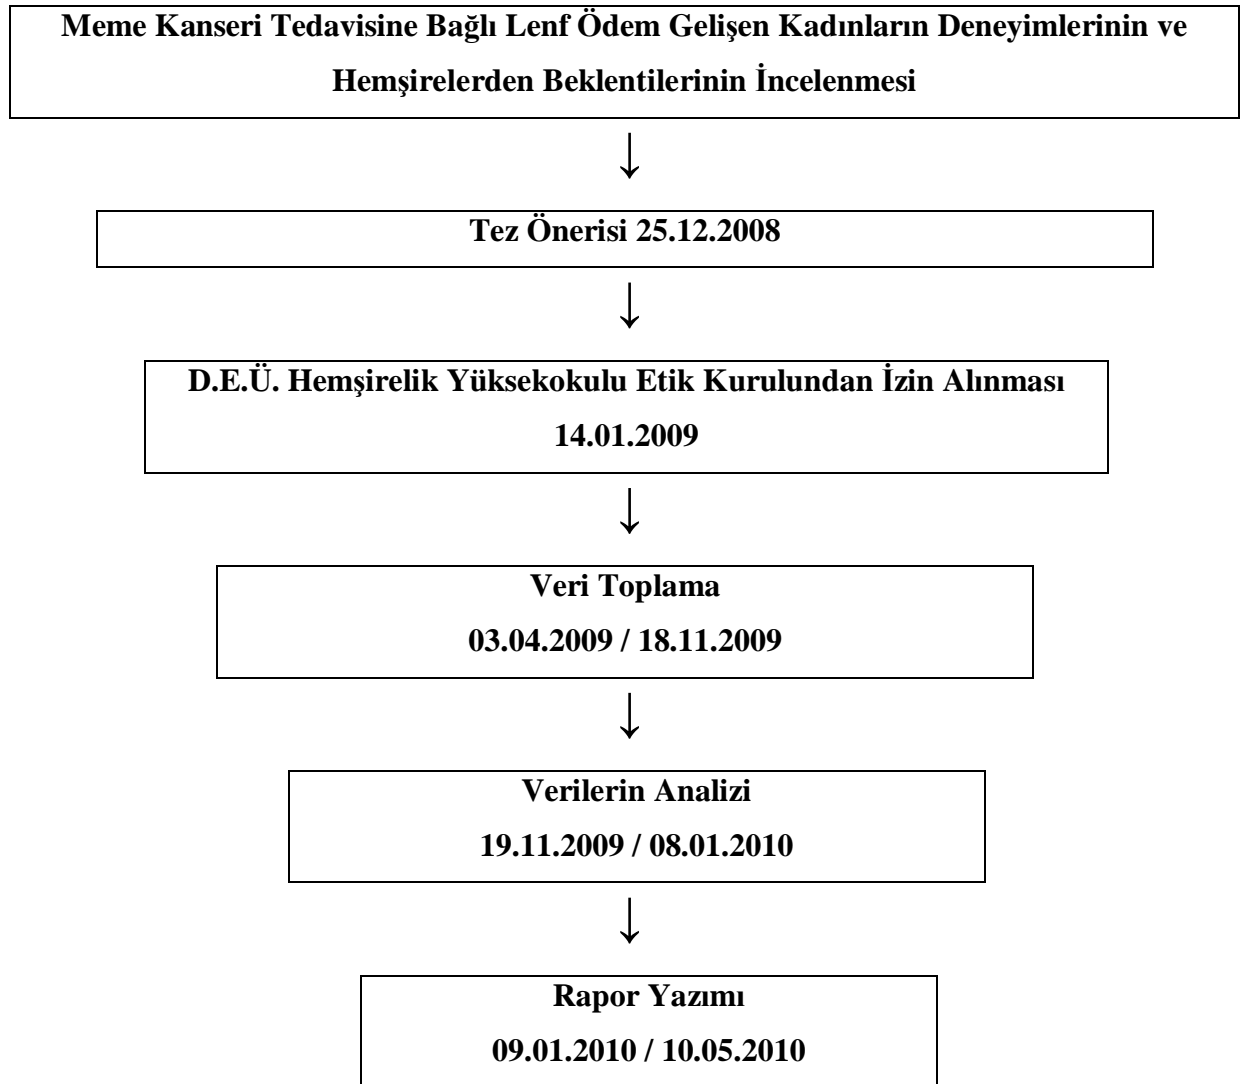 Meme Kanseri Tedavisine Bağlı Lenf Ödem Gelişen Kadınların Deneyimlerinin ve
Hemşirelerden Beklentilerinin İncelenmesi
↓
Tez Önerisi 25.12.2008
↓
D.E.Ü. Hemşirelik Yüksekokulu Etik Kurulundan İzin Alınması
14.01.2009
↓
Veri Toplama
03.04.2009 / 18.11.2009
↓
Verilerin Analizi
19.11.2009 / 08.01.2010
↓
Rapor Yazımı
09.01.2010 / 10.05.2010